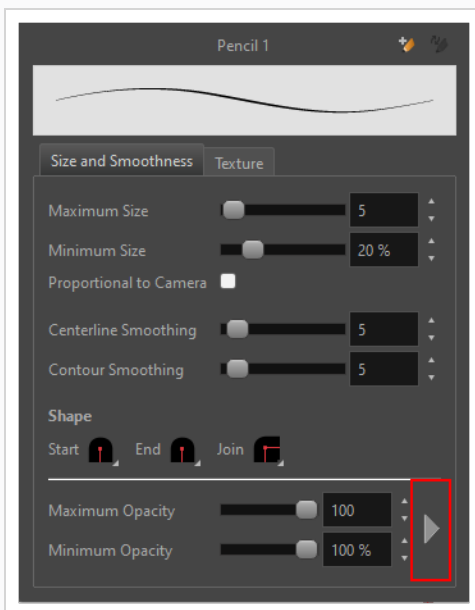 Pencil 1
Size and Smoothness Texture
Maximum Size 5
Minimum Size 20 %
Proportional to Camera
Centerline Smoothing 5
Contour Smoothing 5
Shape
Start End Join
Maximum Opacity 100
Minimum Opacity 100 %